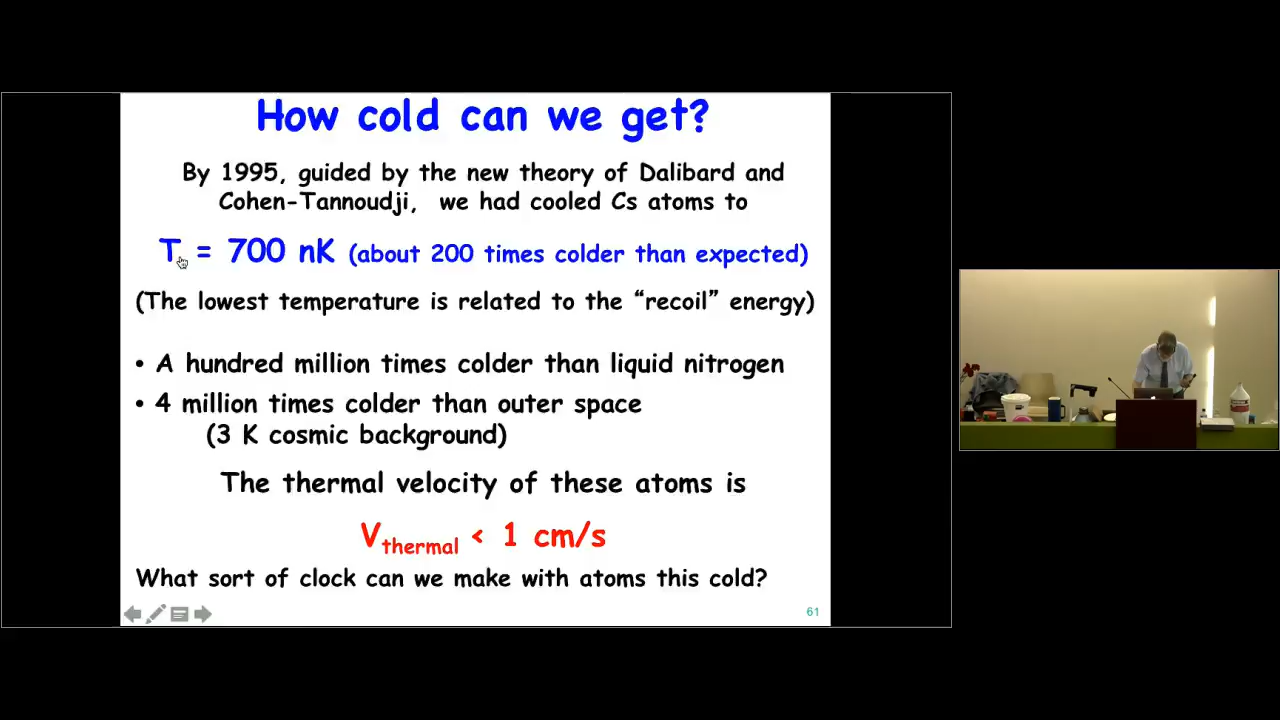 How cold can we get?
By 1995, guided by the new theory of Dalibard and
Cohen-Tannoudji, we had cooled Cs atoms to
T = 700 nK (about 200 times colder than expected)
(The lowest temperature is related to the “recoil” energy)
• A hundred million times colder than liquid nitrogen
• 4 million times colder than outer space
(3 K cosmic background)
The thermal velocity of these atoms is
Vthermal < 1 cm/s
What sort of clock can we make with atoms this cold?
61